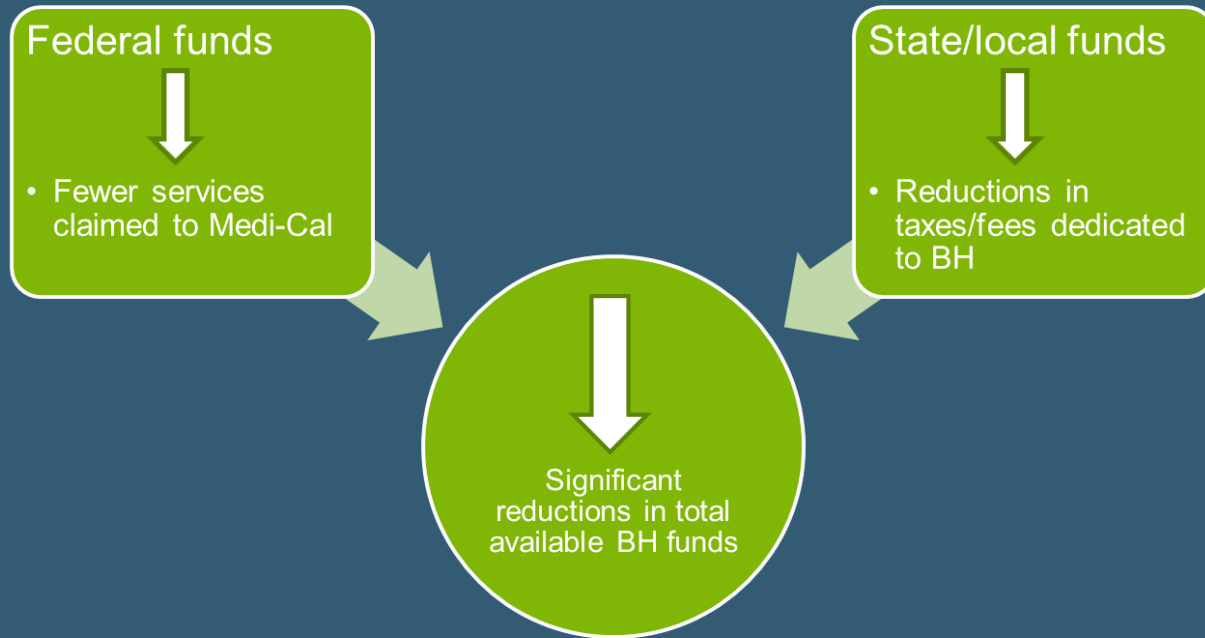 Federal funds
• Fewer services
claimed to Medi-Cal
State/local funds
• Reductions in
taxes/fees dedicated
to BH
Significant
reductions in total
available BH funds